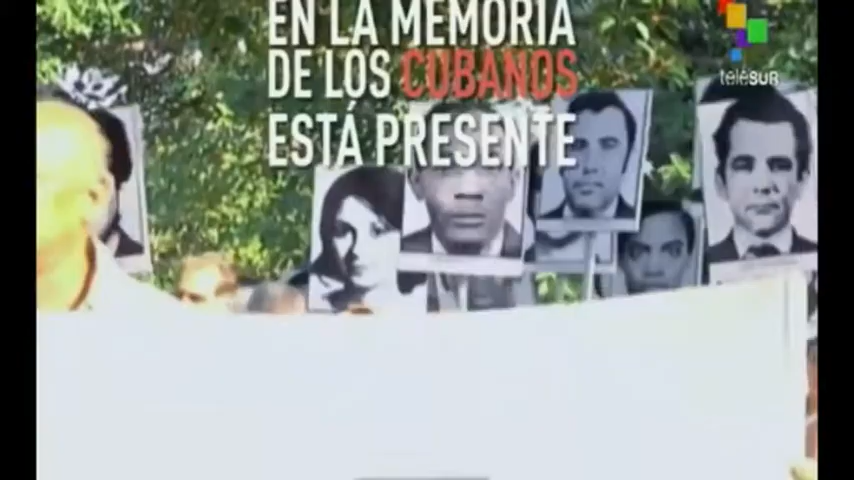 EN LA MEMORIA
DE LOS CUBANOS
ESTÁ PRESENTE
teleSUR